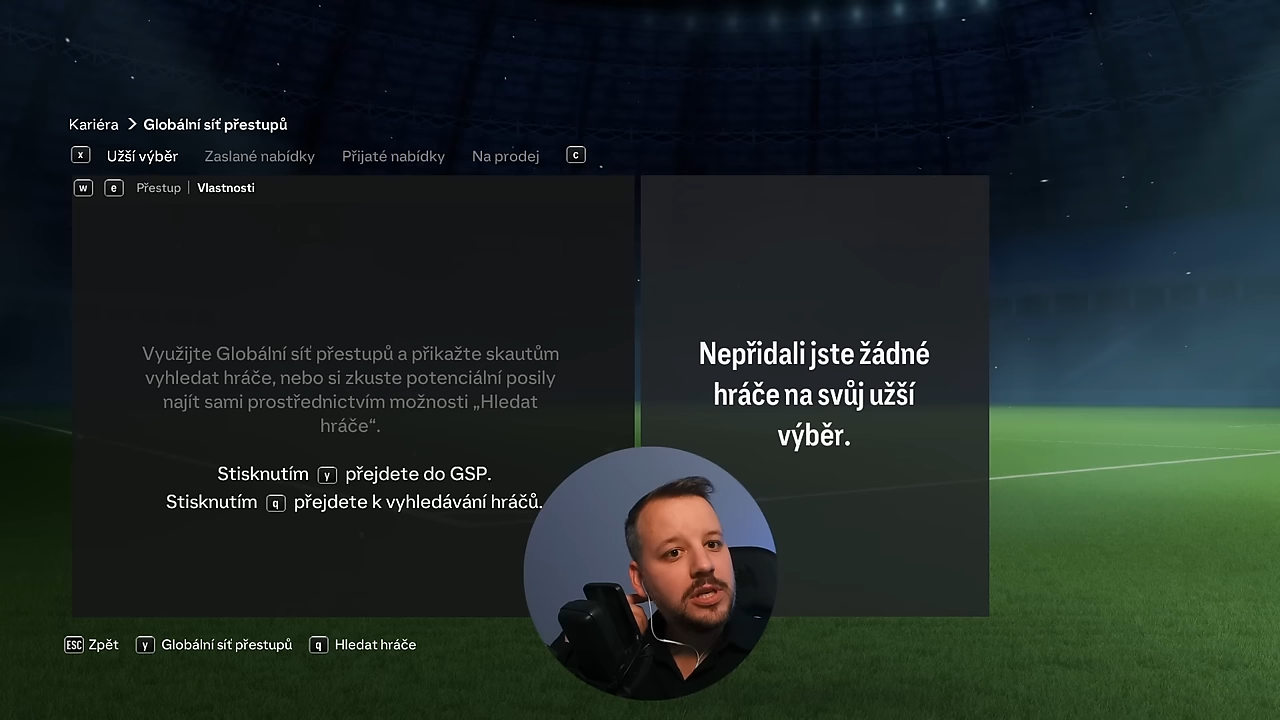 Kariéra > Globální síť přestupů
x Užší výběr Zaslané nabídky Přijaté nabídky Na prodej c
w e Přestup | Vlastnosti
Využijte Globální síť přestupů a přikažte skautům
vyhledat hráče, nebo si zkuste potenciální posily
najít sami prostřednictvím možnosti „Hledat
hráče“.
Stisknutím y přejdete do GSP.
Stisknutím q přejdete k vyhledávání hráčů.
Nepřidali jste žádné
hráče na svůj užší
výběr.
ESC Zpět y Globální síť přestupů q Hledat hráče